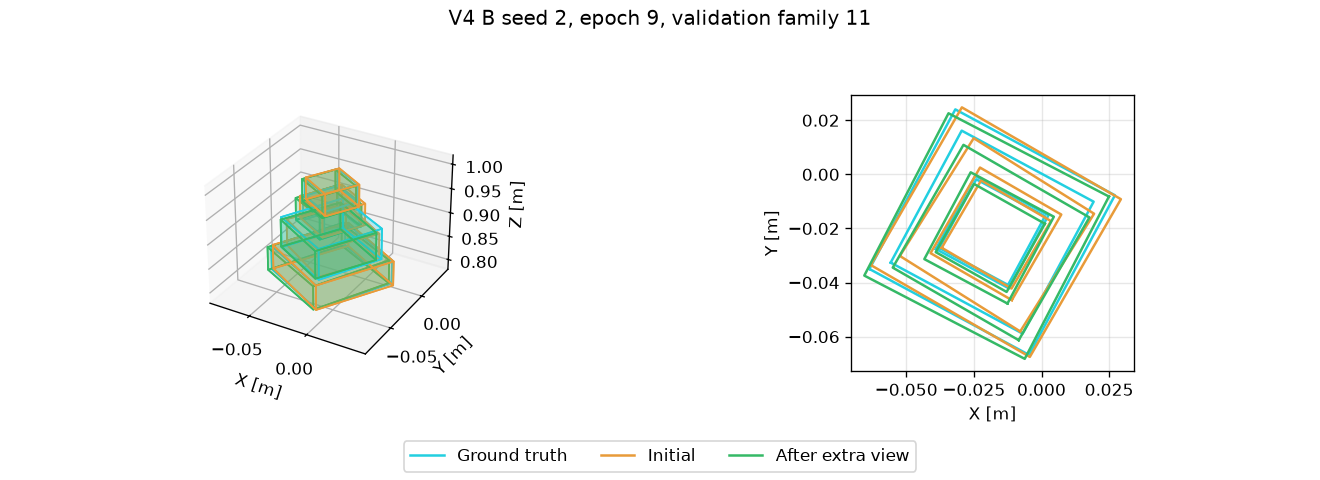 V4 B seed 2, epoch 9, validation family 11
1.00
0.95
0.90
0.85
0.80
Z [m]
−0.05
0.00
X [m]
−0.05
0.00
Y [m]
0.02
0.00
−0.02
−0.04
−0.06
Y [m]
−0.050 −0.025 0.000 0.025
X [m]
Ground truth Initial After extra view